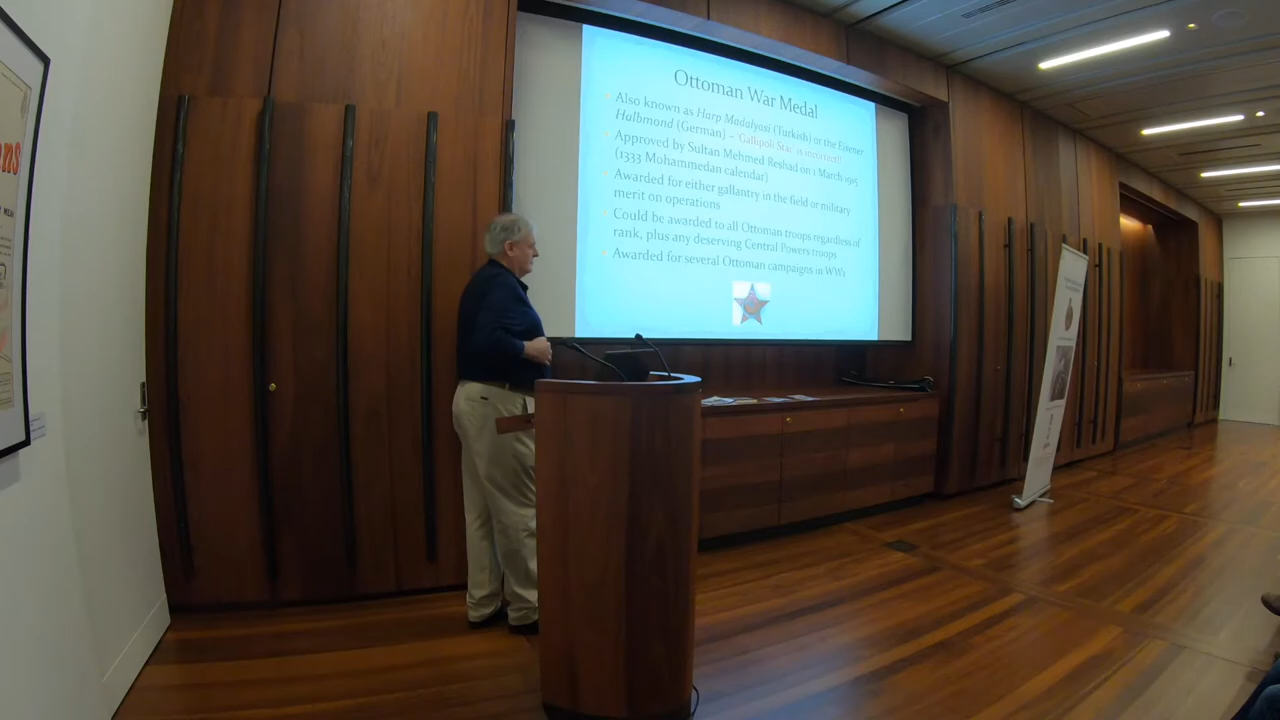 Ottoman War Medal
Also known as Harp Madalyasi (Turkish) or the Eisener
Halbmond (German) – 'Gallipoli Star' is incorrect!!
Approved by Sultan Mehmed Reshad on 1 March 1915
(1333 Mohammedan calendar)
Awarded for either gallantry in the field or military
merit on operations
Could be awarded to all Ottoman troops regardless of
rank, plus any deserving Central Powers troops
Awarded for several Ottoman campaigns in WW1
ons